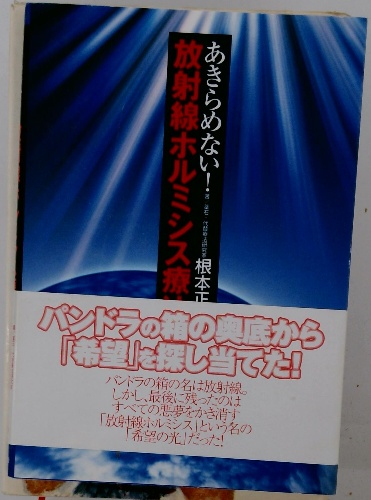 あきらめない!
放射線ホルミシス療
根本正
パンドラの箱の奥底から
「希望」を探し当てた!
パンドラの箱の名は放射線。
しかし、最後に残ったのは
すべての悪夢をかき消す
「放射線ホルミシス」という名の
「希望の光」だった!